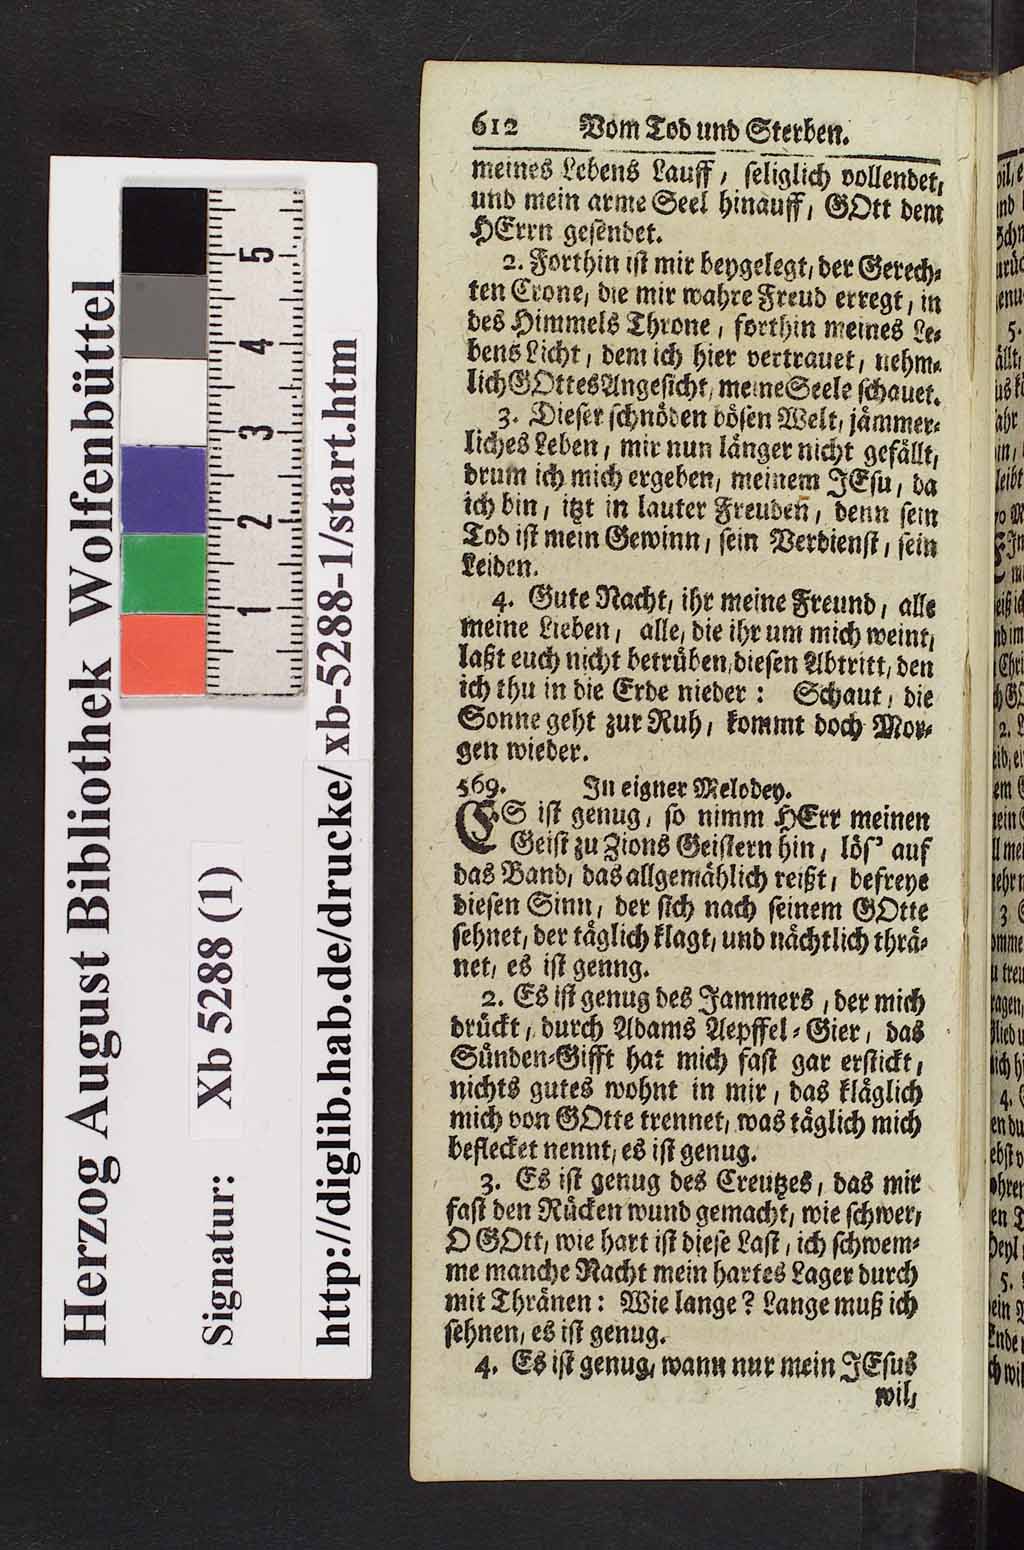 Herzog August Bibliothek Wolfenbüttel
Signatur: Xb 5288 (1)
http://diglib.hab.de/drucke/ xb-5288-1/start.htm
5
4
3
2
1
612 Vom Tod und Sterben.
meines Lebens Lauff, seliglich vollendet,
und mein arme Seel hinauff, GOtt dem
HErrn gesendet.
2. Forthin ist mir beygelegt, der Gerech-
ten Crone, die mir wahre Freud erregt, in
des Himmels Throne, forthin meines Le-
bens Licht, dem ich hier vertrauet, nehm-
lich GOttes Angesicht, meine Seele schauet.
3. Dieser schnöden bösen Welt, jämmer-
liches Leben, mir nun länger nicht gefällt,
drum ich mich ergeben, meinem JEsu, da
ich bin, itzt in lauter Freuden, denn sein
Tod ist mein Gewinn, sein Verdienst, sein
Leiden.
4. Gute Nacht, ihr meine Freund, alle
meine Lieben, alle, die ihr um mich weint,
laßt euch nicht betrüben, diesen Abtritt, den
ich thu in die Erde nieder: Schaut, die
Sonne geht zur Ruh, kommt doch Mor-
gen wieder.
569. In eigner Melodey.
ES ist genug, so nimm HErr meinen
Geist zu Zions Geistern hin, lös' auf
das Band, das allgemählich reißt, befreye
diesen Sinn, der sich nach seinem GOtte
sehnet, der täglich klagt, und nächtlich thrä-
net, es ist genng.
2. Es ist genug des Jammers, der mich
drückt, durch Adams Aepffel-Gier, das
Sünden-Gifft hat mich fast gar erstickt,
nichts gutes wohnt in mir, das kläglich
mich von GOtte trennet, was täglich mich
beflecket nennt, es ist genug.
3. Es ist genug des Creutzes, das mir
fast den Rücken wund gemacht, wie schwer,
O GOtt, wie hart ist diese Last, ich schwem-
me manche Nacht mein hartes Lager durch
mit Thränen: Wie lange? Lange muß ich
sehnen, es ist genug.
4. Es ist genug, wann nur mein JEsus
wil,